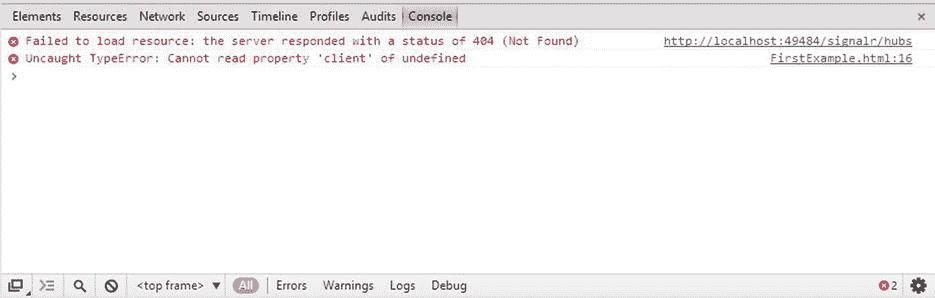 Elements Resources Network Sources Timeline Profiles Audits Console ×
Failed to load resource: the server responded with a status of 404 (Not Found) http://localhost:49484/signalr/hubs
Uncaught TypeError: Cannot read property 'client' of undefined FirstExample.html:16
>
<top frame> ▼ All Errors Warnings Logs Debug 2